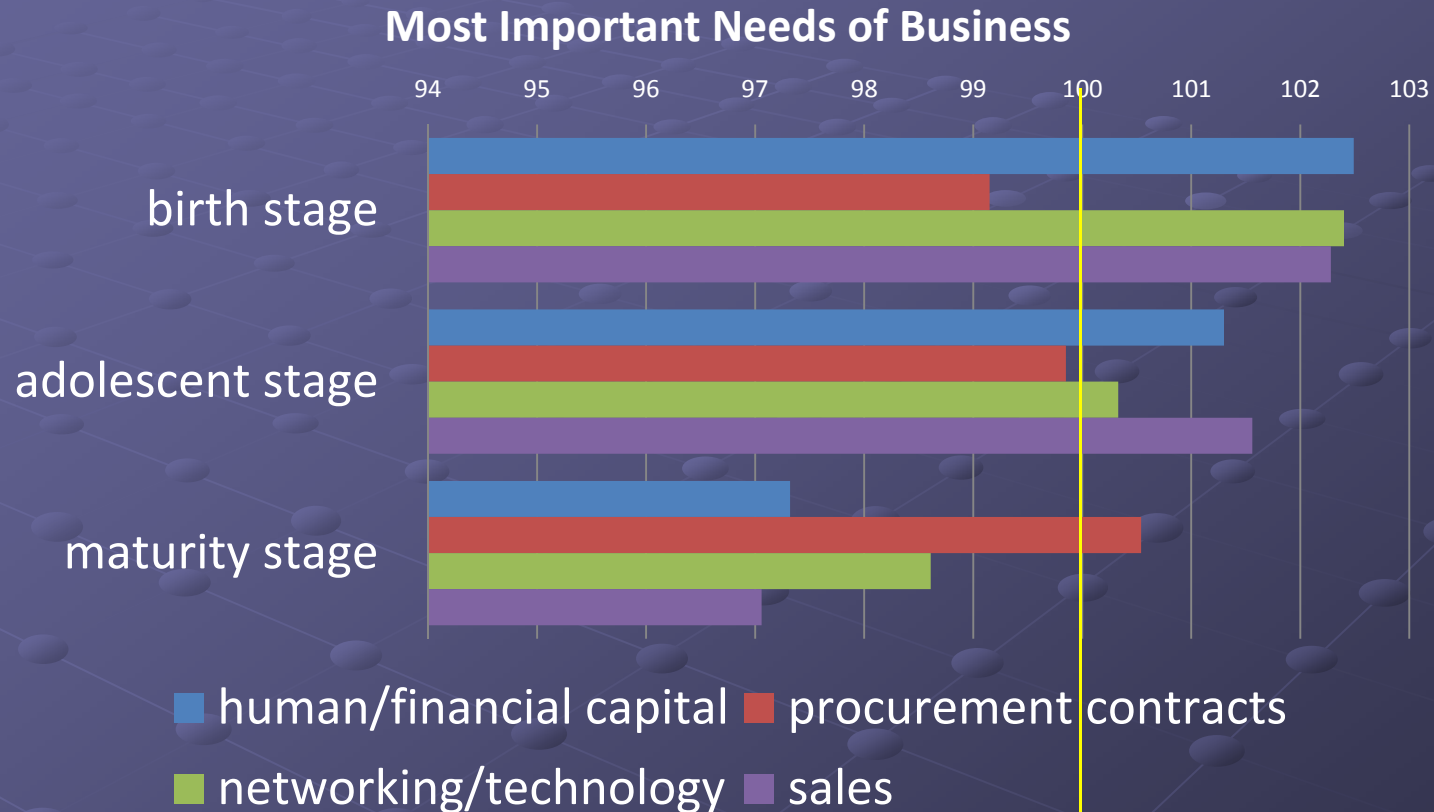 Most Important Needs of Business
94 95 96 97 98 99 100 101 102 103
birth stage
adolescent stage
maturity stage
human/financial capital procurement contracts
networking/technology sales